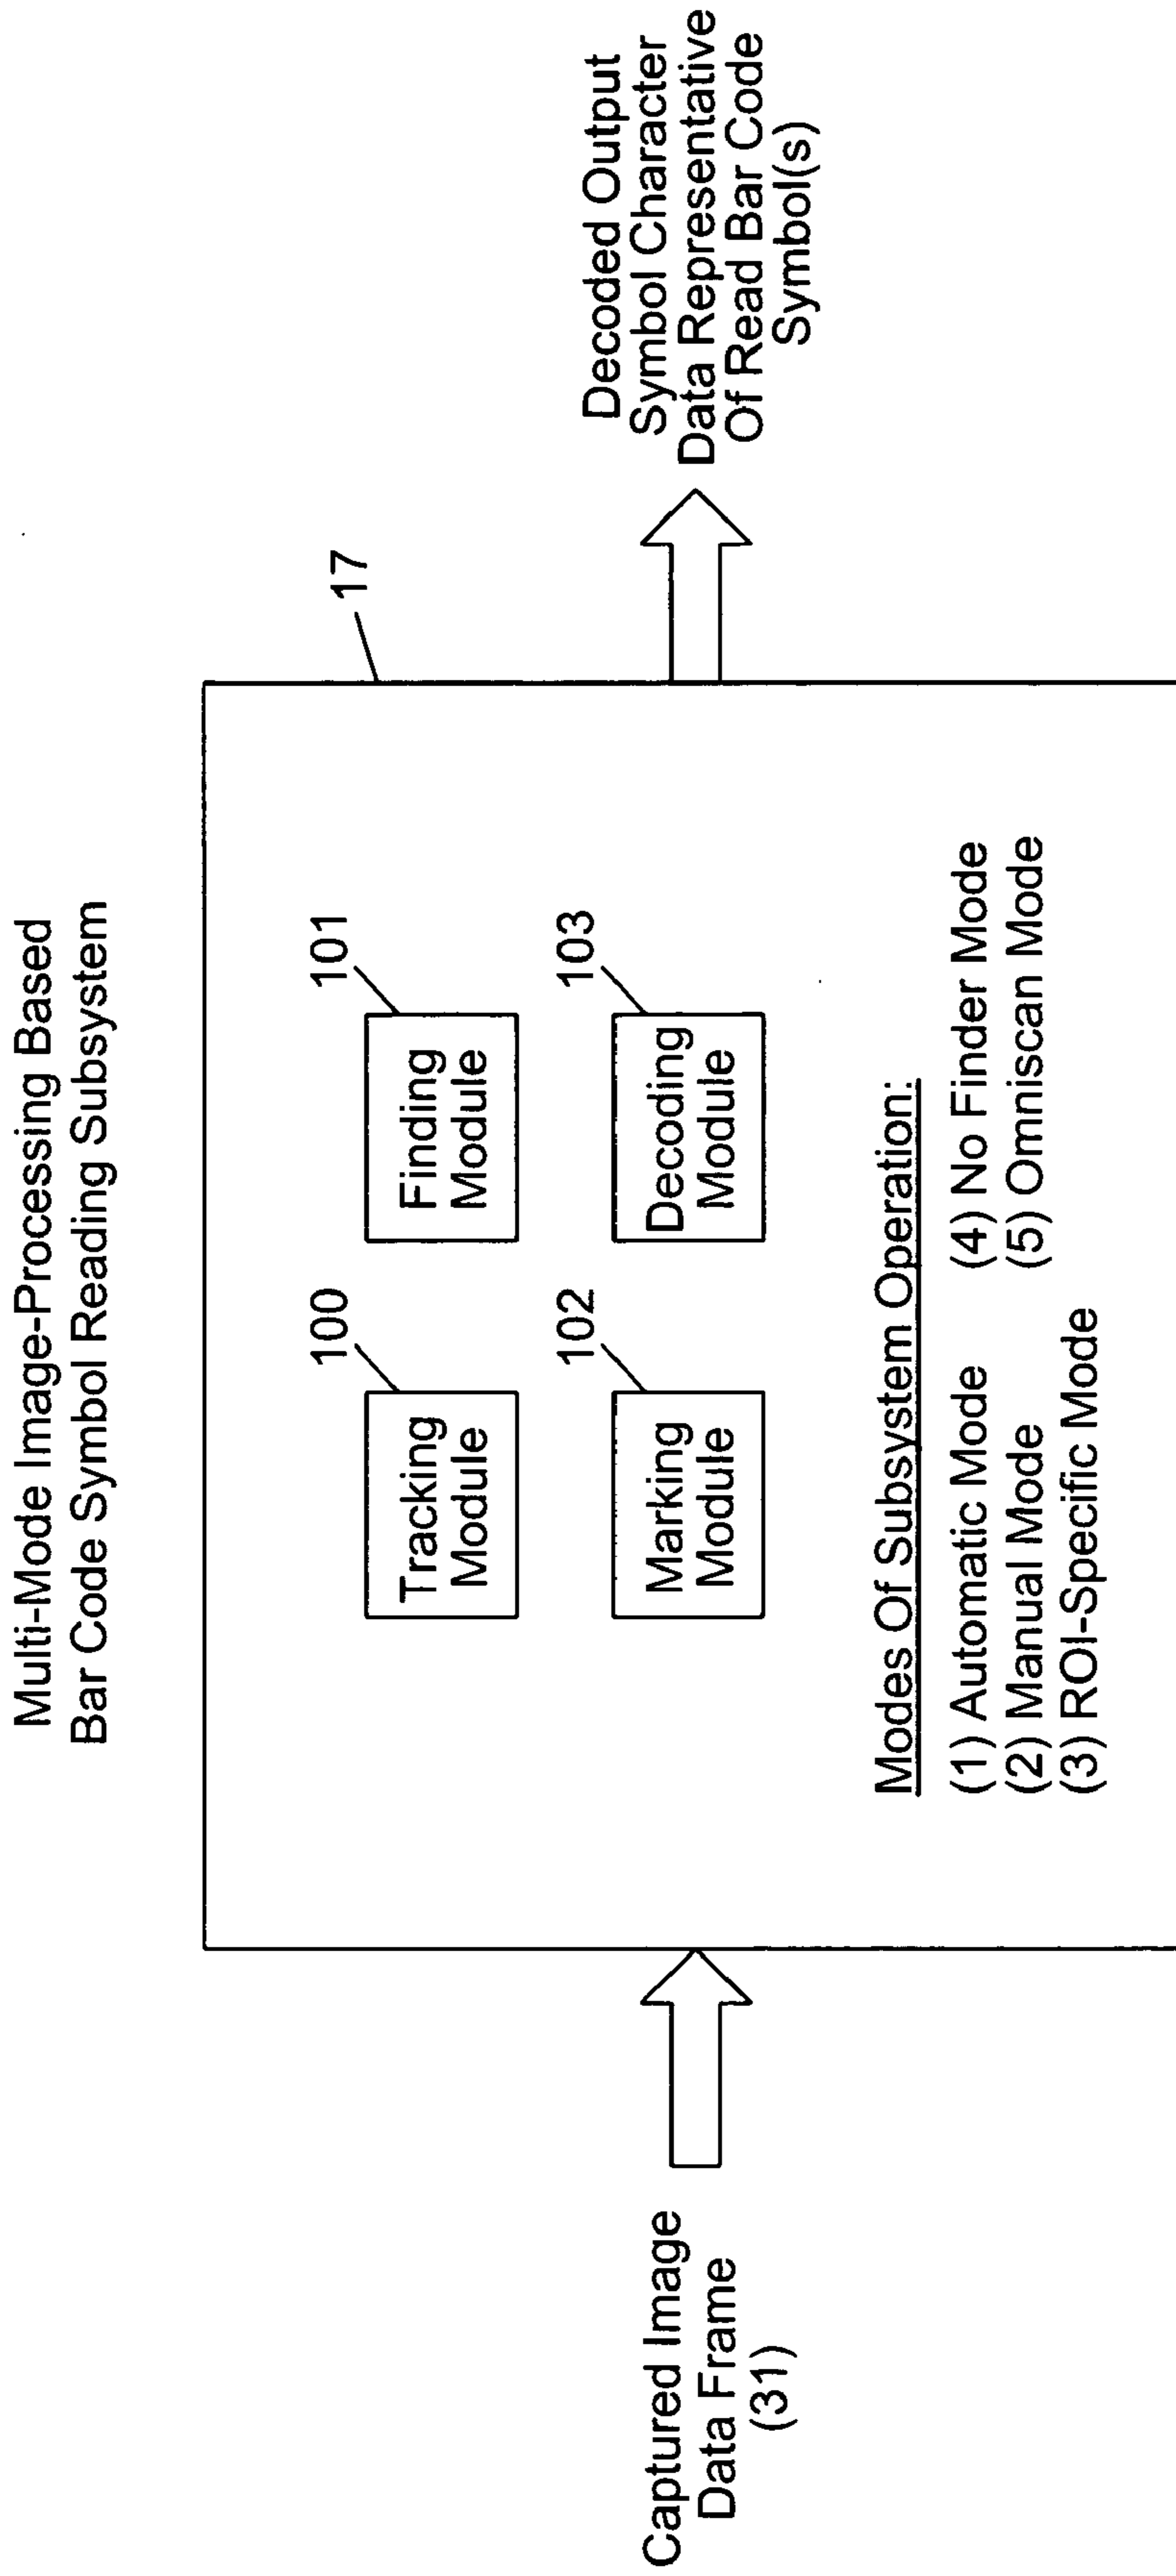 Multi-Mode Image-Processing Based
Bar Code Symbol Reading Subsystem
17
100
Tracking
Module
101
Finding
Module
102
Marking
Module
103
Decoding
Module
Captured Image
Data Frame
(31)
Decoded Output
Symbol Character
Data Representative
Of Read Bar Code
Symbol(s)
Modes Of Subsystem Operation:
(1) Automatic Mode
(2) Manual Mode
(3) ROI-Specific Mode
(4) No Finder Mode
(5) Omniscan Mode